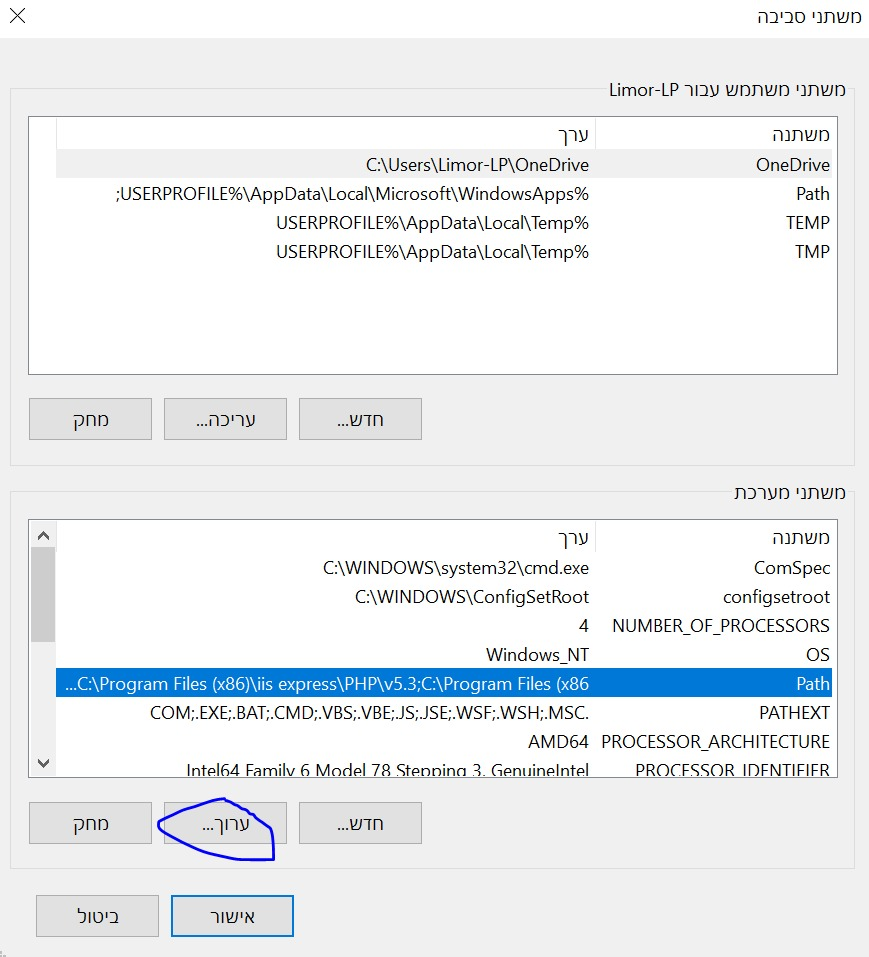 משתני סביבה
משתני משתמש עבור Limor-LP
משתנה ערך
OneDrive C:\Users\Limor-LP\OneDrive
Path ;USERPROFILE%\AppData\Local\Microsoft\WindowsApps%
TEMP USERPROFILE%\AppData\Local\Temp%
TMP USERPROFILE%\AppData\Local\Temp%
חדש... עריכה... מחק
משתני מערכת
משתנה ערך
ComSpec C:\WINDOWS\system32\cmd.exe
configsetroot C:\WINDOWS\ConfigSetRoot
NUMBER_OF_PROCESSORS 4
OS Windows_NT
Path ...C:\Program Files (x86)\iis express\PHP\v5.3;C:\Program Files (x86
PATHEXT COM;.EXE;.BAT;.CMD;.VBS;.VBE;.JS;.JSE;.WSF;.WSH;.MSC.
PROCESSOR_ARCHITECTURE AMD64
PROCESSOR_IDENTIFIER Intel64 Family 6 Model 78 Stepping 3, GenuineIntel
חדש... ערוך... מחק
אישור ביטול